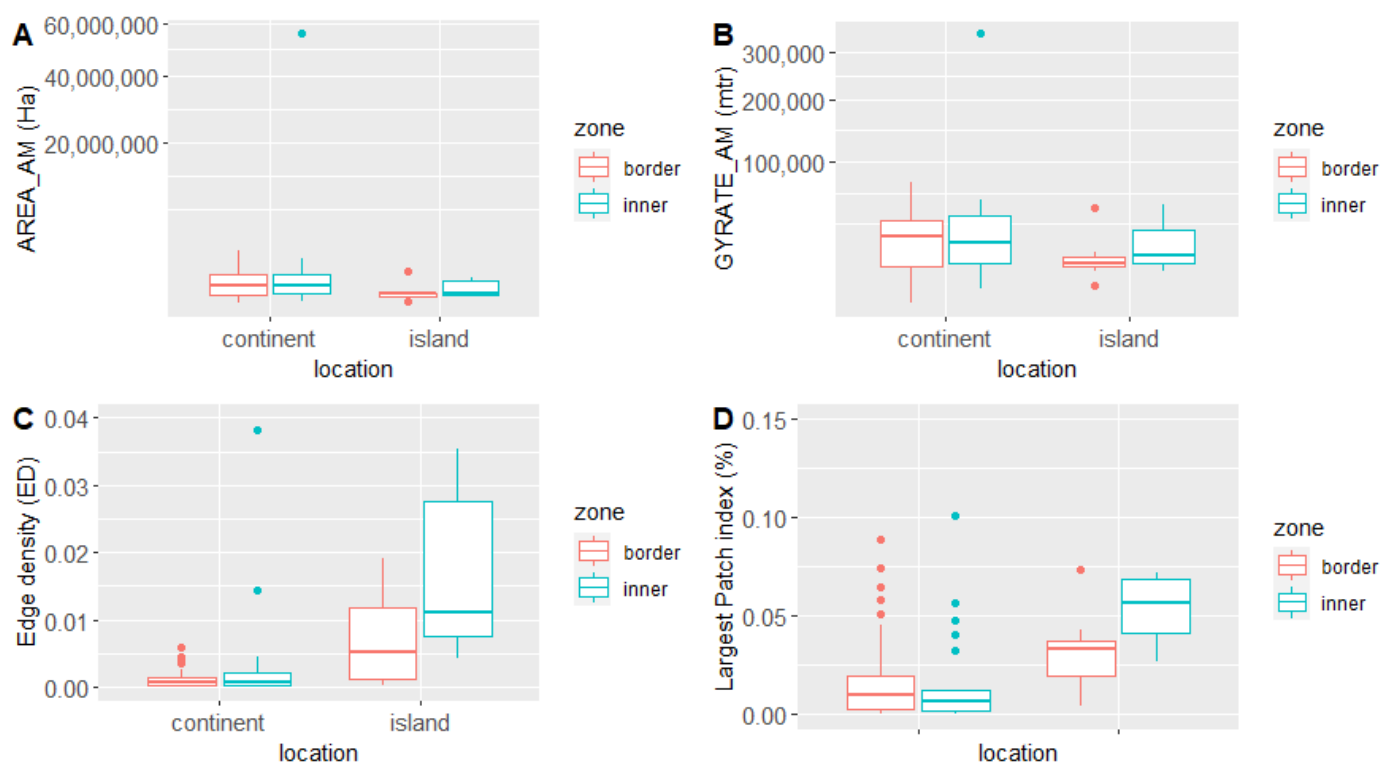 A
AREA_AM (Ha)
60,000,000
40,000,000
20,000,000
continent
island
location
zone
border
inner
B
GYRATE_AM (mtr)
300,000
200,000
100,000
continent
island
location
zone
border
inner
C
Edge density (ED)
0.04
0.03
0.02
0.01
0.00
continent
island
location
zone
border
inner
D
Largest Patch index (%)
0.15
0.10
0.05
0.00
location
zone
border
inner